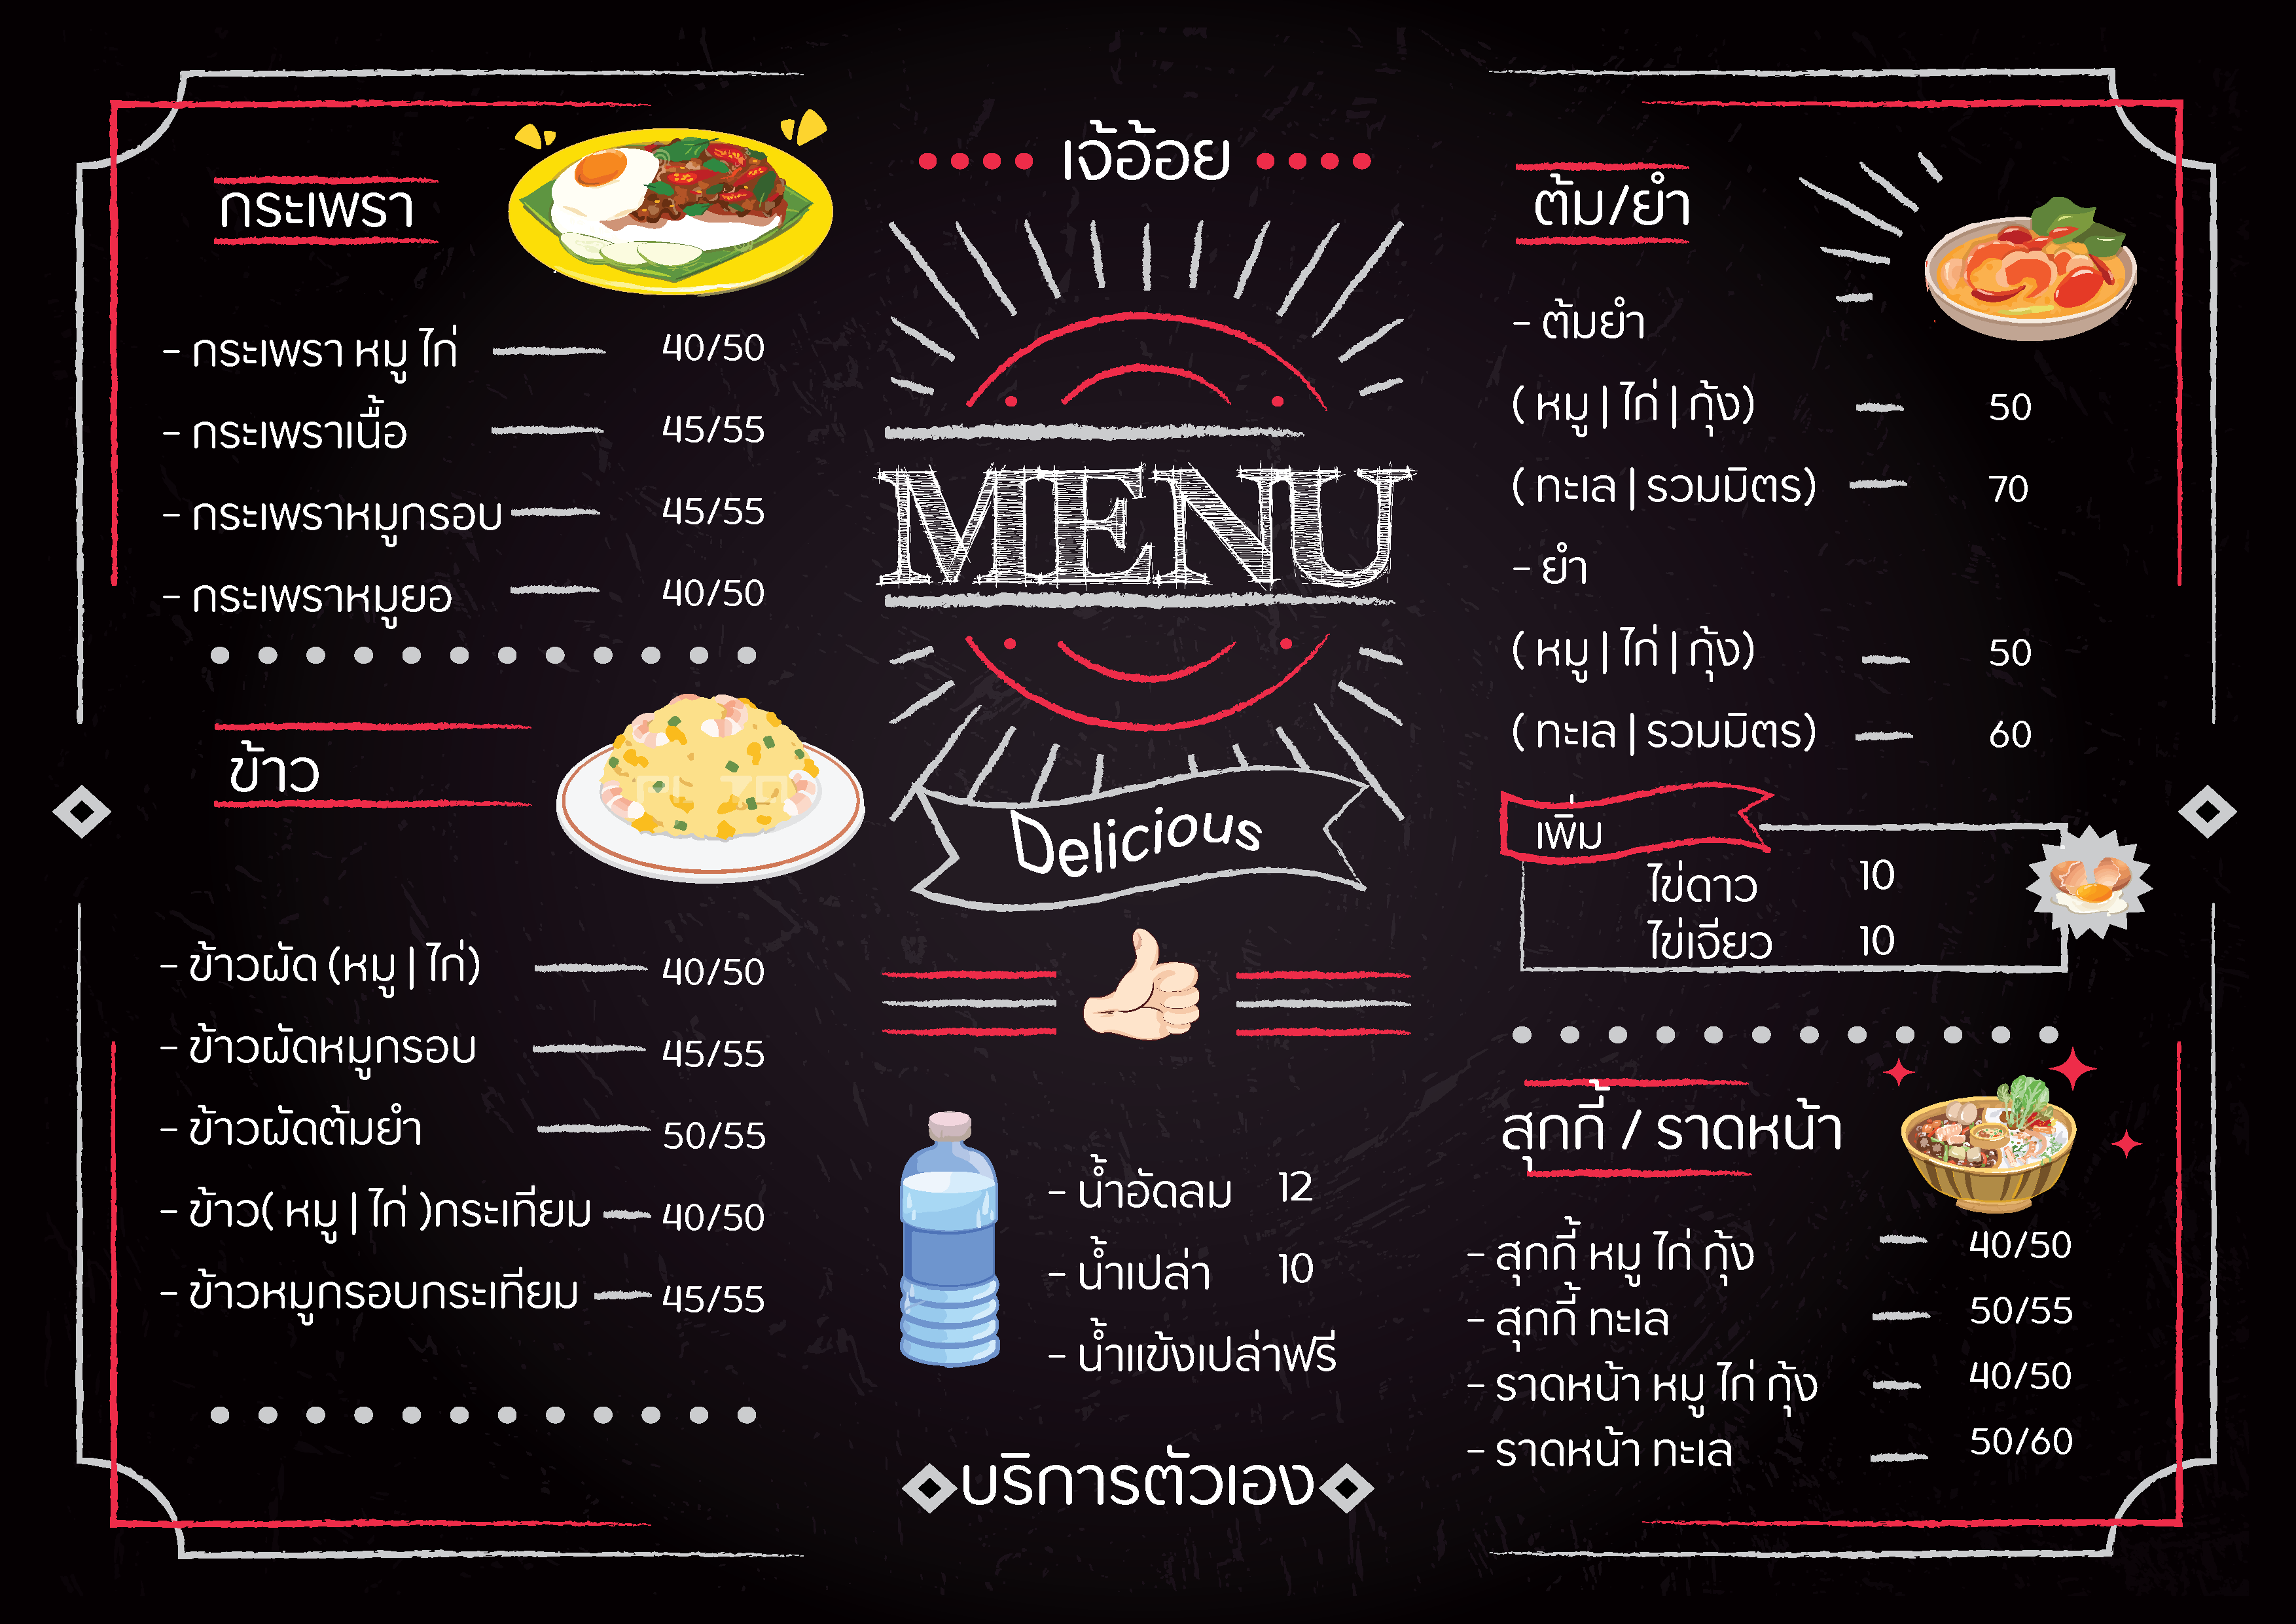 กระเพรา
- กระเพรา หมู ไก่ 40/50
- กระเพราเนื้อ 45/55
- กระเพราหมูกรอบ 45/55
- กระเพราหมูยอ 40/50
ข้าว
- ข้าวผัด (หมู | ไก่) 40/50
- ข้าวผัดหมูกรอบ 45/55
- ข้าวผัดต้มยำ 50/55
- ข้าว( หมู | ไก่ )กระเทียม 40/50
- ข้าวหมูกรอบกระเทียม 45/55
เจ้อ้อย
MENU
Delicious
- น้ำอัดลม 12
- น้ำเปล่า 10
- น้ำแข้งเปล่าฟรี
บริการตัวเอง
ต้ม/ยำ
- ต้มยำ
( หมู | ไก่ | กุ้ง) 50
( ทะเล | รวมมิตร) 70
- ยำ
( หมู | ไก่ | กุ้ง) 50
( ทะเล | รวมมิตร) 60
เพิ่ม
ไข่ดาว 10
ไข่เจียว 10
สุกกี้ / ราดหน้า
- สุกกี้ หมู ไก่ กุ้ง 40/50
- สุกกี้ ทะเล 50/55
- ราดหน้า หมู ไก่ กุ้ง 40/50
- ราดหน้า ทะเล 50/60